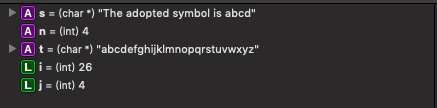 A s = (char *) "The adopted symbol is abcd"
A n = (int) 4
A t = (char *) "abcdefghijklmnopqrstuvwxyz"
L i = (int) 26
L j = (int) 4